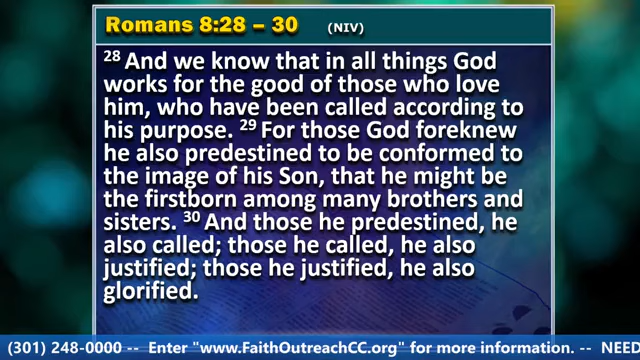 Romans 8:28 – 30 (NIV)
28 And we know that in all things God
works for the good of those who love
him, who have been called according to
his purpose. 29 For those God foreknew
he also predestined to be conformed to
the image of his Son, that he might be
the firstborn among many brothers and
sisters. 30 And those he predestined, he
also called; those he called, he also
justified; those he justified, he also
glorified.
(301) 248-0000 -- Enter "www.FaithOutreachCC.org" for more information. -- NEED